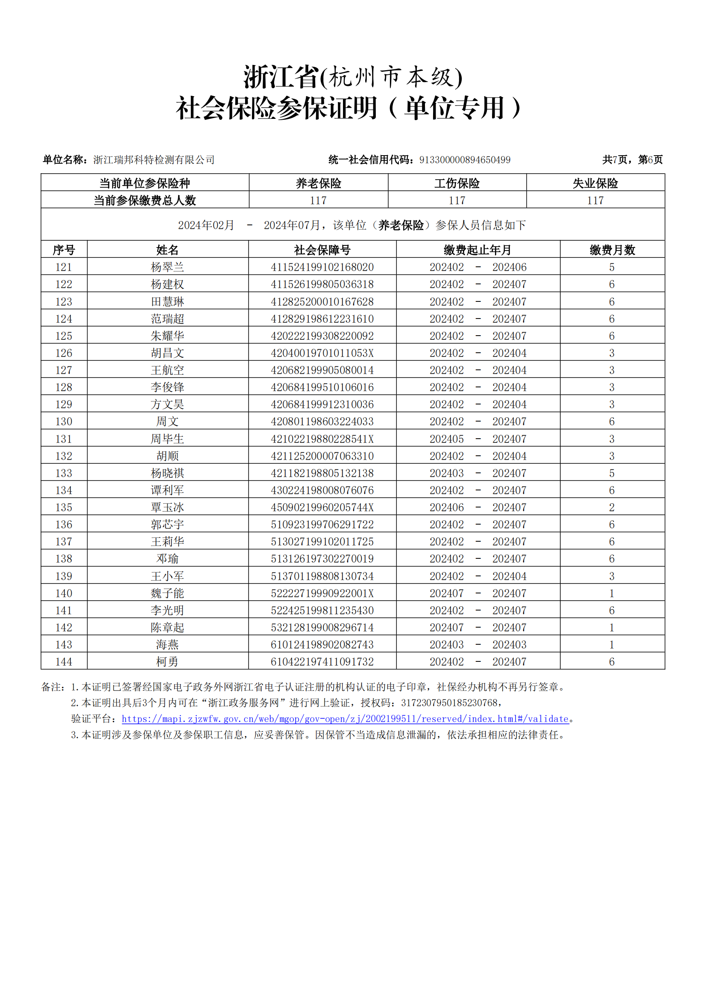 浙江省(杭州市本级)
社会保险参保证明（单位专用）
单位名称：浙江瑞邦科特检测有限公司 统一社会信用代码：913300000894650499 共7页，第6页
当前单位参保险种 养老保险 工伤保险 失业保险
当前参保缴费总人数 117 117 117
2024年02月 － 2024年07月，该单位（养老保险）参保人员信息如下
序号 姓名 社会保障号 缴费起止年月 缴费月数
121 杨翠兰 411524199102168020 202402 － 202406 5
122 杨建权 411526199805036318 202402 － 202407 6
123 田慧琳 412825200010167628 202402 － 202407 6
124 范瑞超 412829198612231610 202402 － 202407 6
125 朱耀华 420222199308220092 202402 － 202407 6
126 胡昌文 42040019701011053X 202402 － 202404 3
127 王航空 420682199905080014 202402 － 202404 3
128 李俊锋 420684199510106016 202402 － 202404 3
129 方文昊 420684199912310036 202402 － 202404 3
130 周文 420801198603224033 202402 － 202407 6
131 周毕生 42102219880228541X 202405 － 202407 3
132 胡顺 421125200007063310 202402 － 202404 3
133 杨晓祺 421182198805132138 202403 － 202407 5
134 谭利军 430224198008076076 202402 － 202407 6
135 覃玉冰 45090219960205744X 202406 － 202407 2
136 郭芯宇 510923199706291722 202402 － 202407 6
137 王莉华 513027199102011725 202402 － 202407 6
138 邓瑜 513126197302270019 202402 － 202407 6
139 王小军 513701198808130734 202402 － 202404 3
140 魏子能 52222719990922001X 202407 － 202407 1
141 李光明 522425199811235430 202402 － 202407 6
142 陈章起 532128199008296714 202407 － 202407 1
143 海燕 610124198902082743 202403 － 202403 1
144 柯勇 610422197411091732 202402 － 202407 6
备注：1.本证明已签署经国家电子政务外网浙江省电子认证注册的机构认证的电子印章，社保经办机构不再另行签章。
2.本证明出具后3个月内可在“浙江政务服务网”进行网上验证，授权码：3172307950185230768，
验证平台：https://mapi.zjzwfw.gov.cn/web/mgop/gov-open/zj/2002199511/reserved/index.html#/validate。
3.本证明涉及参保单位及参保职工信息，应妥善保管。因保管不当造成信息泄漏的，依法承担相应的法律责任。